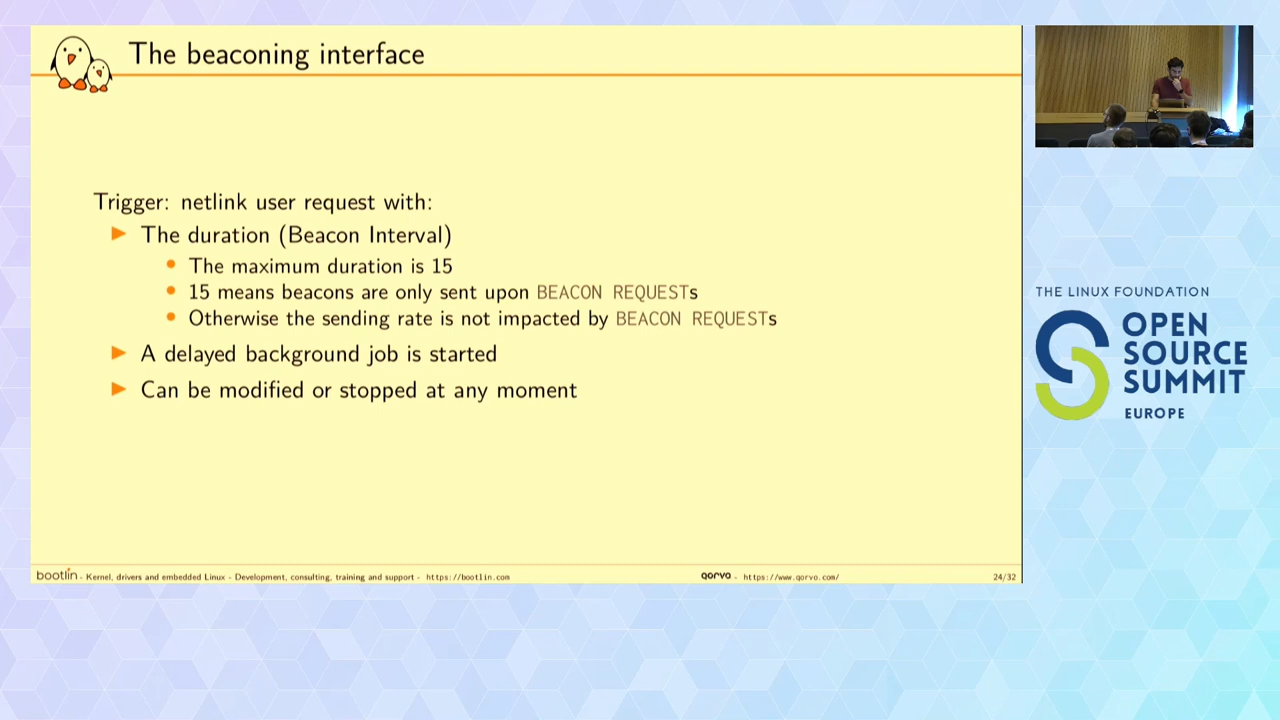 The beaconing interface
Trigger: netlink user request with:
The duration (Beacon Interval)
The maximum duration is 15
15 means beacons are only sent upon BEACON REQUESTs
Otherwise the sending rate is not impacted by BEACON REQUESTs
A delayed background job is started
Can be modified or stopped at any moment
bootlin - Kernel, drivers and embedded Linux - Development, consulting, training and support - https://bootlin.com
qorvo - https://www.qorvo.com/
24/32
THE LINUX FOUNDATION
OPEN
SOURCE
SUMMIT
EUROPE